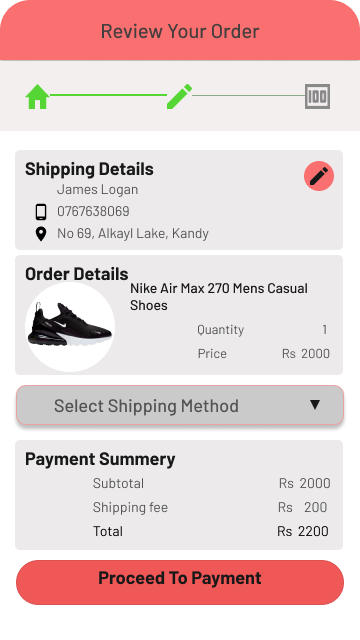 Review Your Order
100
Shipping Details
James Logan
0767638069
No 69, Alkayl Lake, Kandy
Order Details
Nike Air Max 270 Mens Casual
Shoes
Quantity 1
Price Rs 2000
Select Shipping Method
Payment Summery
Subtotal Rs 2000
Shipping fee Rs 200
Total Rs 2200
Proceed To Payment